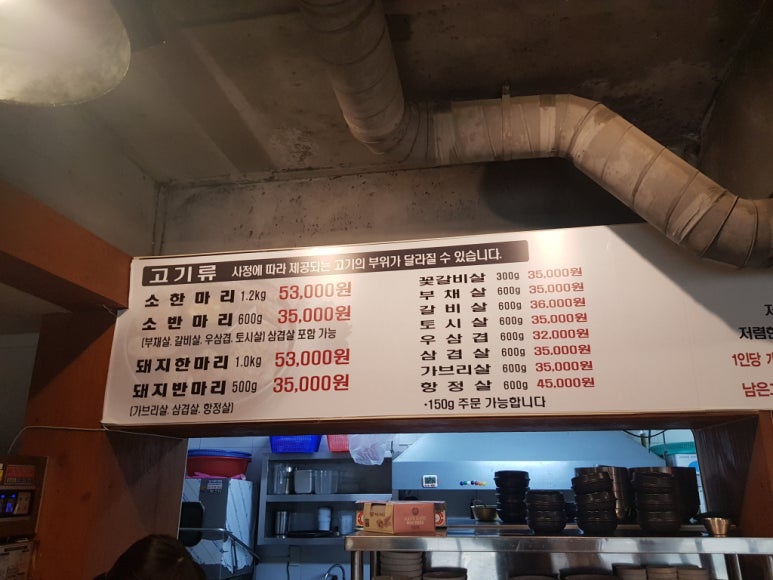 고기류 사정에 따라 제공되는 고기의 부위가 달라질 수 있습니다.
소한마리 1.2kg 53,000원
소반마리 600g 35,000원
[부채살, 갈비살, 우삼겹, 토시살] 삼겹살 포함 가능
돼지한마리 1.0kg 53,000원
돼지반마리 500g 35,000원
[가브리살, 삼겹살, 항정살]
꽃갈비살 300g 35,000원
부채살 600g 35,000원
갈비살 600g 36,000원
토시살 600g 35,000원
우삼겹 600g 32,000원
삼겹살 600g 35,000원
가브리살 600g 35,000원
항정살 600g 45,000원
·150g 주문 가능합니다
저렴한
1인당
남은